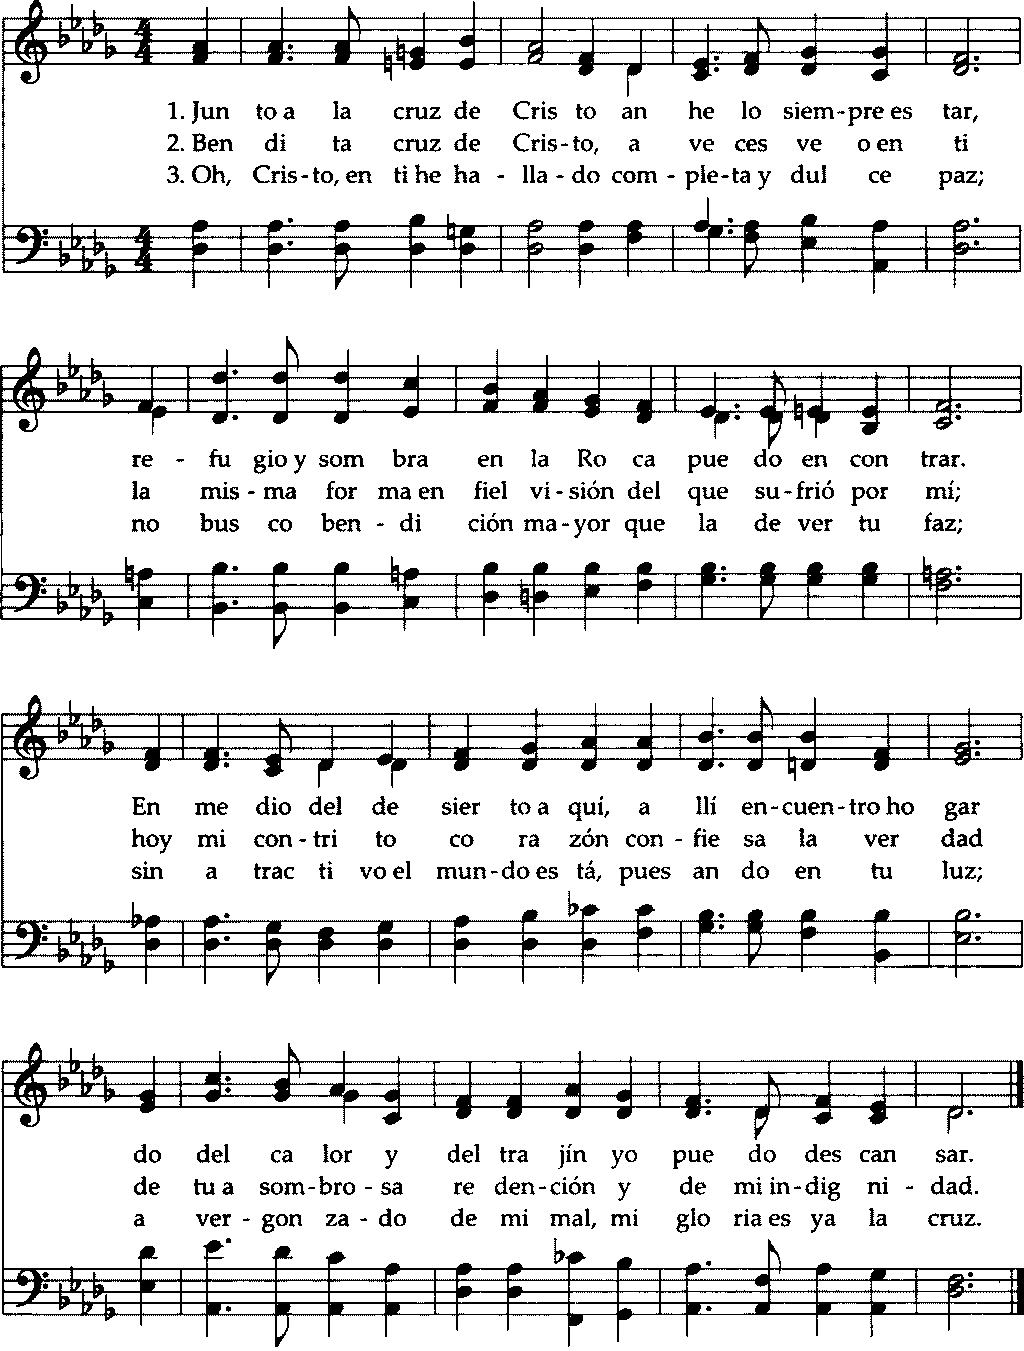 1. Jun to a la cruz de Cris to an he lo siem-pre es tar,
2. Ben di ta cruz de Cris-to, a ve ces ve o en ti
3. Oh, Cris-to, en ti he ha - lla - do com - ple-ta y dul ce paz;
re - fu gio y som bra en la Ro ca pue do en con trar.
la mis - ma for ma en fiel vi - sión del que su-frió por mí;
no bus co ben - di ción ma-yor que la de ver tu faz;
En me dio del de sier to a quí, a llí en-cuen-tro ho gar
hoy mi con-tri to co ra zón con-fie sa la ver dad
sin a trac ti vo el mun-do es tá, pues an do en tu luz;
do del ca lor y del tra jín yo pue do des can sar.
de tu a som-bro-sa re den-ción y de mi in-dig ni - dad.
a ver - gon za - do de mi mal, mi glo ria es ya la cruz.